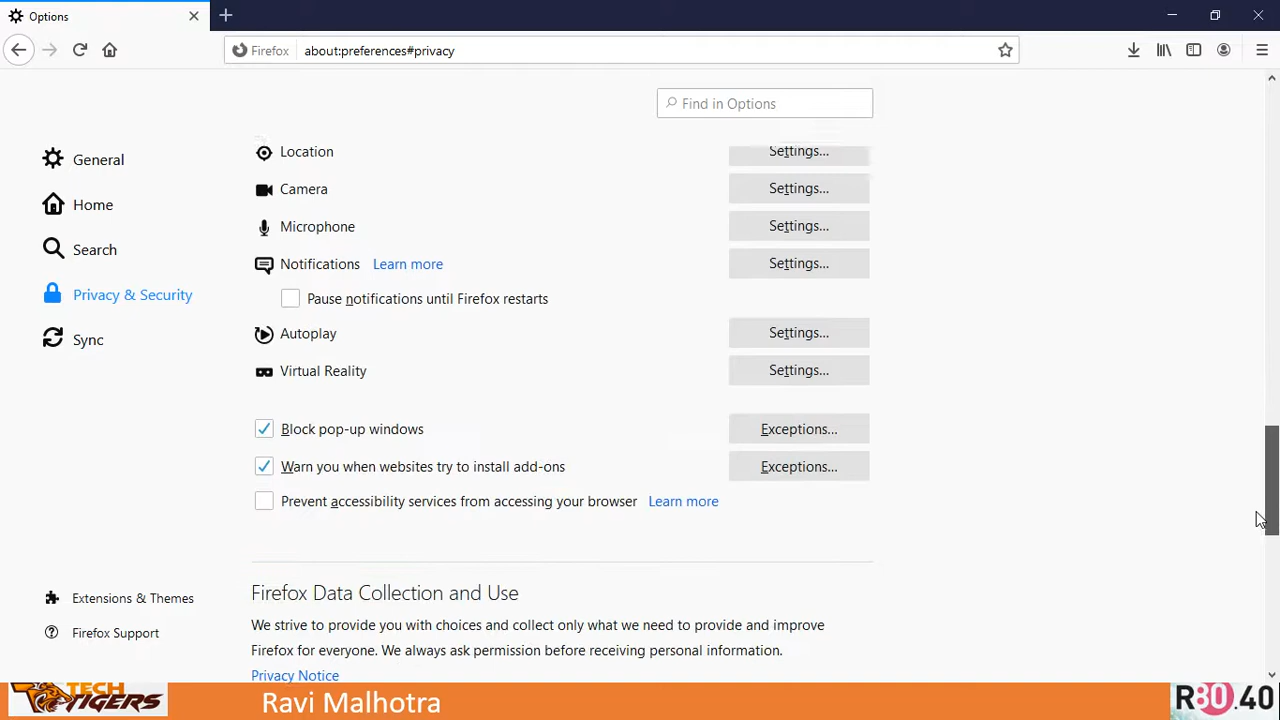 Options
Firefox
about:preferences#privacy
Find in Options
General
Home
Search
Privacy & Security
Sync
Extensions & Themes
Firefox Support
Location Settings...
Camera Settings...
Microphone Settings...
Notifications Learn more Settings...
Pause notifications until Firefox restarts
Autoplay Settings...
Virtual Reality Settings...
Block pop-up windows Exceptions...
Warn you when websites try to install add-ons Exceptions...
Prevent accessibility services from accessing your browser Learn more
Firefox Data Collection and Use
We strive to provide you with choices and collect only what we need to provide and improve
Firefox for everyone. We always ask permission before receiving personal information.
Privacy Notice
TECH
TIGERS
Ravi Malhotra
R80.40